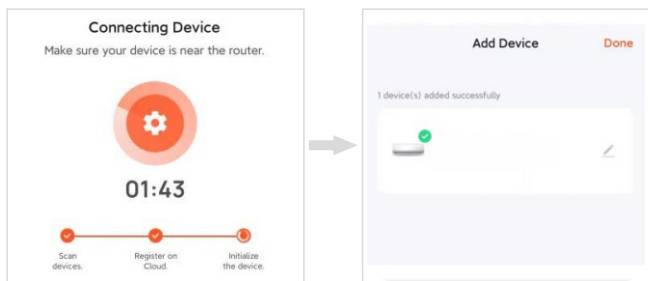 Connecting Device
Make sure your device is near the router.
01:43
Scan
devices.
Register on
Cloud.
Initialize
the device.
Add Device
Done
1 device(s) added successfully